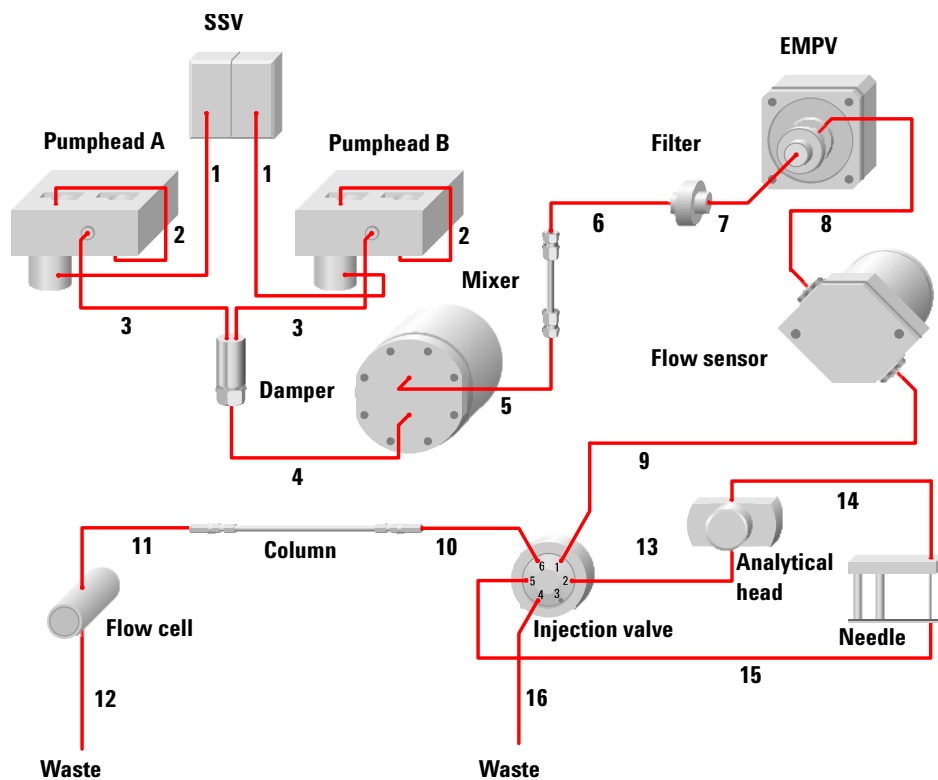 SSV
EMPV
Pumphead A
Pumphead B
Filter
1
1
2
2
6
7
8
Mixer
3
3
Flow sensor
Damper
5
4
9
14
11
Column
10
13
Analytical
head
6
1
5
2
4
3
Flow cell
Injection valve
Needle
15
12
16
Waste
Waste